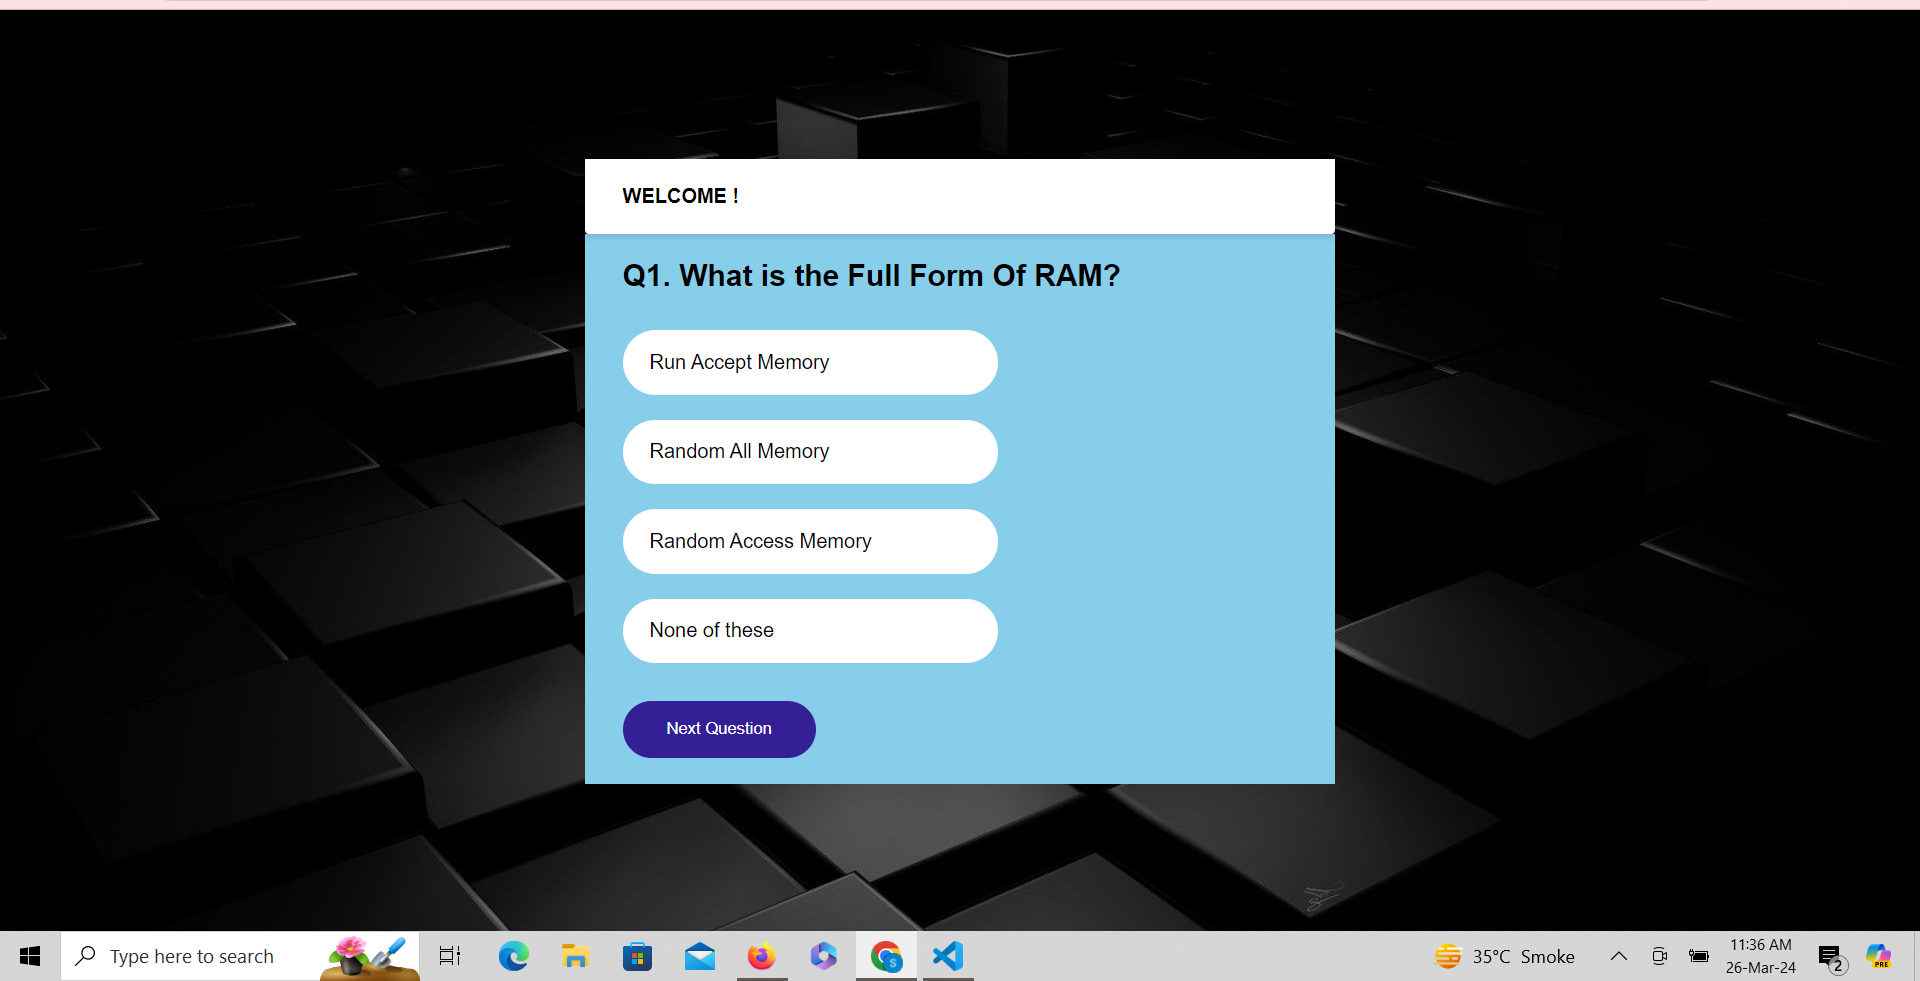 WELCOME !
Q1. What is the Full Form Of RAM?
Run Accept Memory
Random All Memory
Random Access Memory
None of these
Next Question
Type here to search
35°C Smoke
11:36 AM
26-Mar-24
2
PRE
S